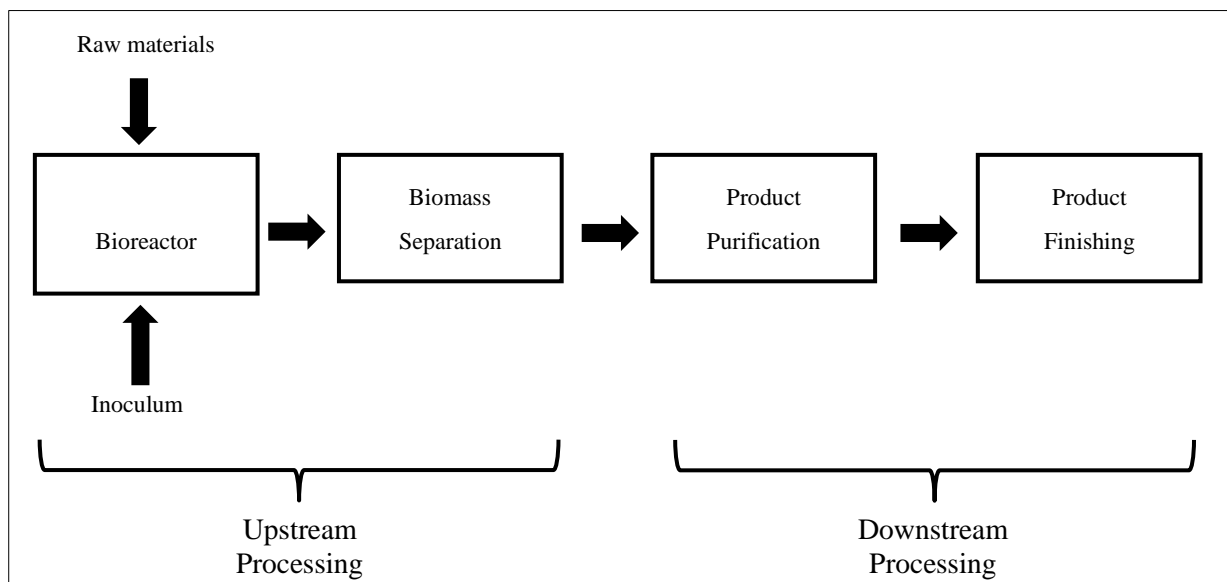 Raw materials
Bioreactor
Biomass
Separation
Product
Purification
Product
Finishing
Inoculum
Upstream
Processing
Downstream
Processing